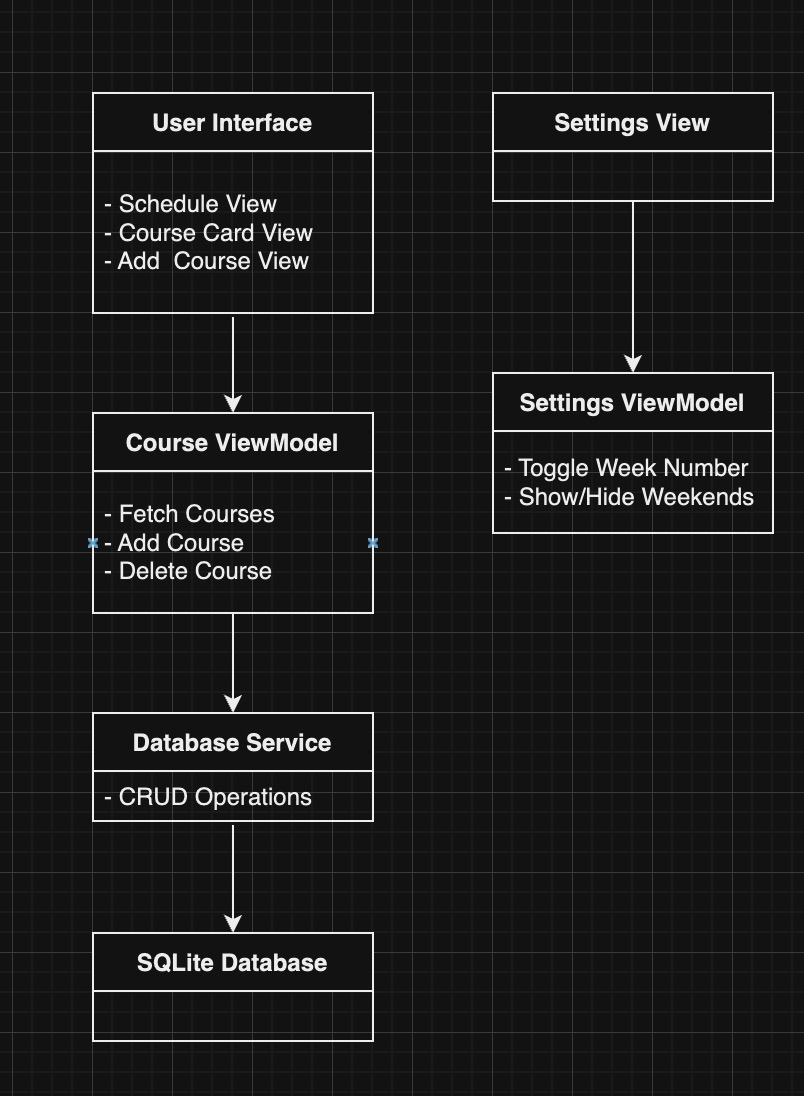 User Interface
- Schedule View
- Course Card View
- Add  Course View
Course ViewModel
- Fetch Courses
- Add Course
- Delete Course
Database Service
- CRUD Operations
SQLite Database
Settings View
Settings ViewModel
- Toggle Week Number
- Show/Hide Weekends